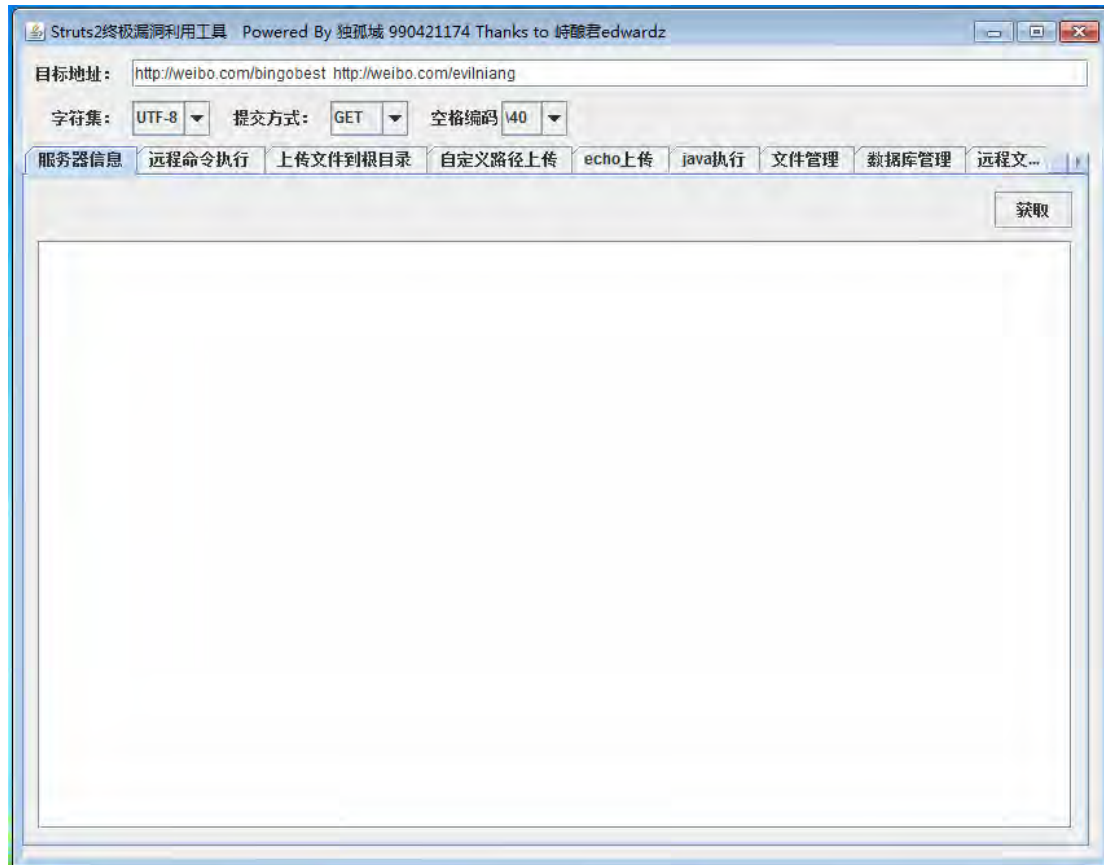 Struts2终极漏洞利用工具 Powered By 独孤城 990421174 Thanks to 君edwardz
目标地址： http://weibo.com/bingobest http://weibo.com/evilniang
字符集： UTF-8 提交方式： GET 空格编码 \40
服务器信息 远程命令执行 上传文件到根目录 自定义路径上传 echo上传 java执行 文件管理 数据库管理 远程文...
获取